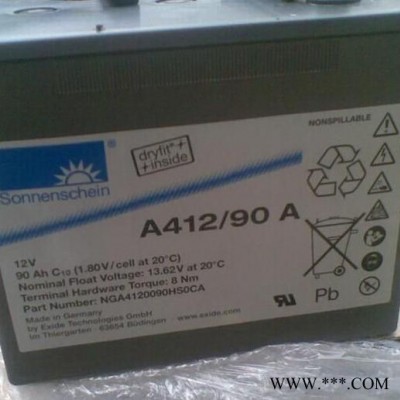 NONSPILLABLE
dryfit
inside
Sonnenschein
A412/90 A
12V
90 Ah C10 (1.80V/cell at 20°C)
Nominal Float Voltage: 13.62V at 20°C
Terminal Hardware Torque: 8 Nm
Part Number: NGA4120090HS0CA
Made in Germany
by Exide Technologies GmbH
Im Thiergarten - 63654 Büdingen - www.exide.com
Pb
WWW.***.COM